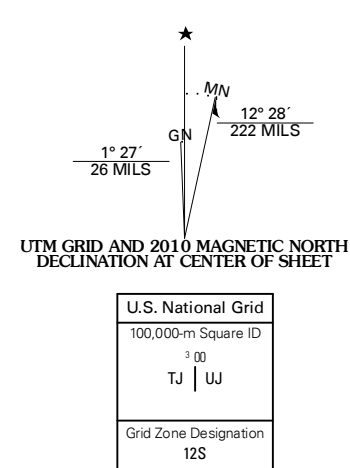 ★
MN
12° 28´
222 MILS
GN
1° 27´
26 MILS
UTM GRID AND 2010 MAGNETIC NORTH
DECLINATION AT CENTER OF SHEET
U.S. National Grid
100,000-m Square ID
3 00
TJ UJ
Grid Zone Designation
12S